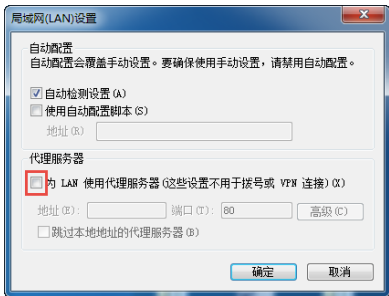 局域网(LAN)设置
自动配置
自动配置会覆盖手动设置。要确保使用手动设置，请禁用自动配置。
自动检测设置(A)
使用自动配置脚本(S)
地址(R)
代理服务器
为 LAN 使用代理服务器(这些设置不用于拨号或 VPN 连接)(X)
地址(E): 端口(T): 80 高级(C)
跳过本地地址的代理服务器(B)
确定 取消